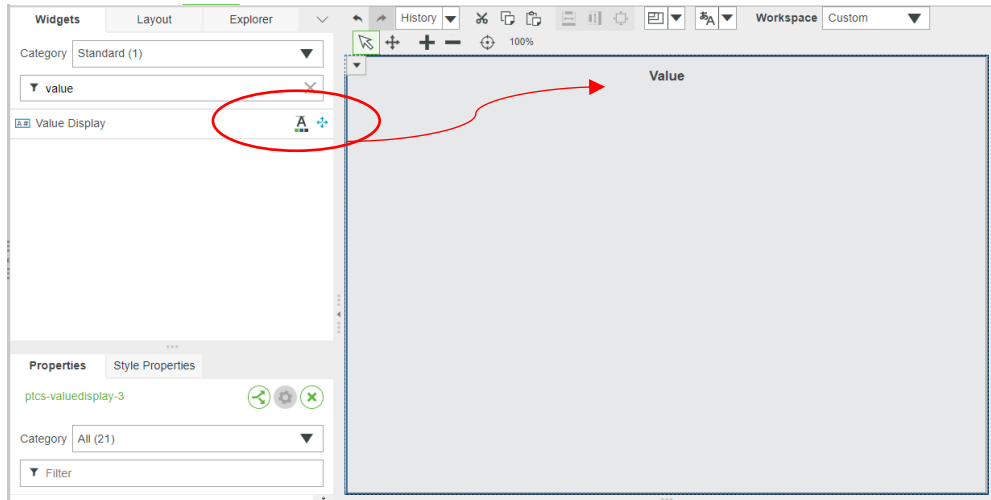 Widgets Layout Explorer
History Workspace Custom
Category Standard (1)
100%
value
Value
Value Display
Properties Style Properties
ptcs-valuedisplay-3
Category All (21)
Filter